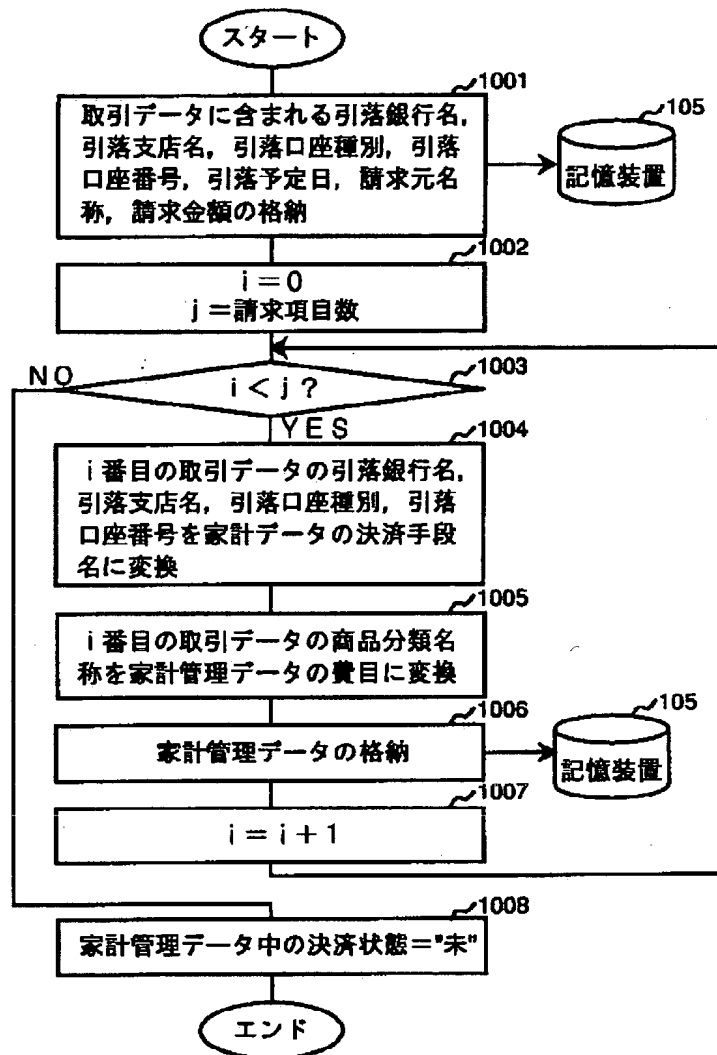 スタート
1001
取引データに含まれる引落銀行名，
引落支店名，引落口座種別，引落
口座番号，引落予定日，請求元名
称，請求金額の格納
105
記憶装置
1002
i＝0
j＝請求項目数
1003
NO
i＜j？
YES
1004
i番目の取引データの引落銀行名，
引落支店名，引落口座種別，引落
口座番号を家計データの決済手段
名に変換
1005
i番目の取引データの商品分類名
称を家計管理データの費目に変換
1006
家計管理データの格納
105
記憶装置
1007
i＝i＋1
1008
家計管理データ中の決済状態＝"未"
エンド